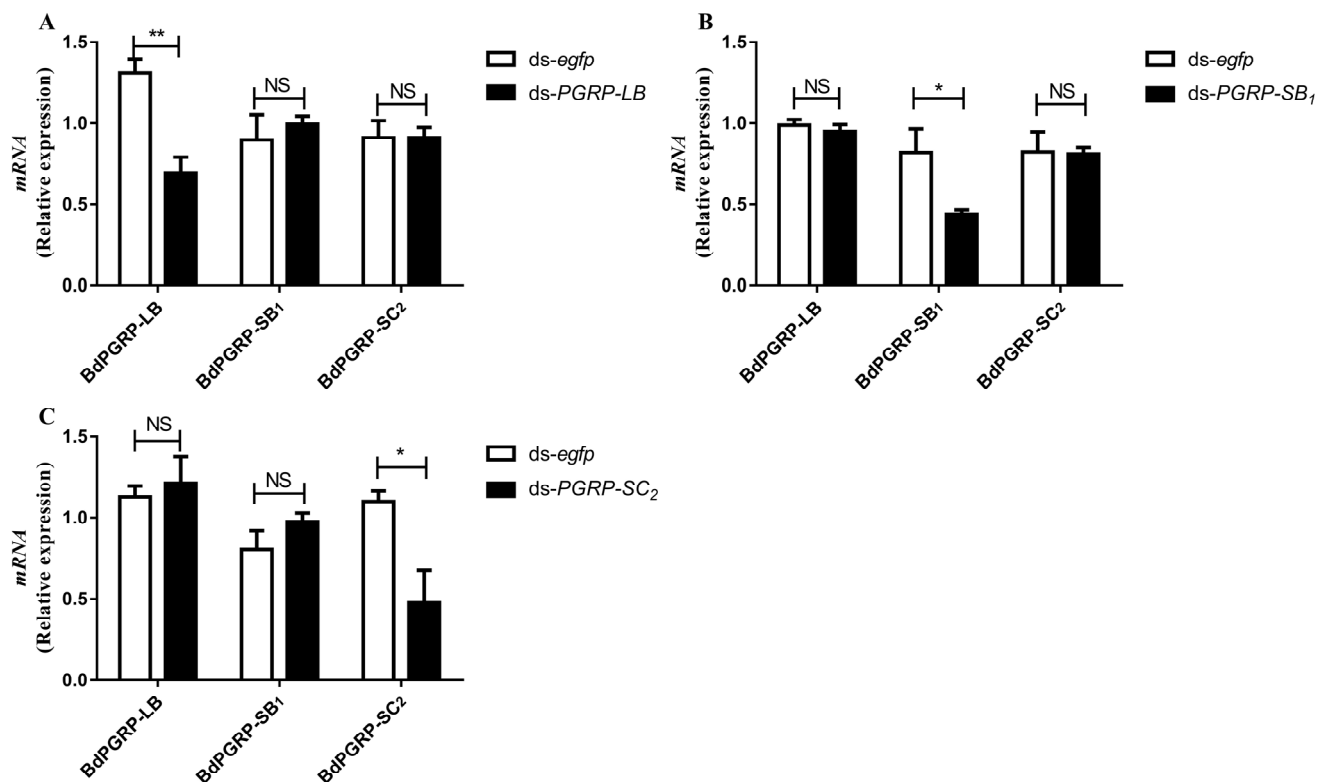 A
1.5
1.0
0.5
0.0
mRNA
(Relative expression)
**
NS
NS
ds-egfp
ds-PGRP-LB
BdPGRP-LB
BdPGRP-SB1
BdPGRP-SC2
B
1.5
1.0
0.5
0.0
mRNA
(Relative expression)
NS
*
NS
ds-egfp
ds-PGRP-SB1
BdPGRP-LB
BdPGRP-SB1
BdPGRP-SC2
C
1.5
1.0
0.5
0.0
mRNA
(Relative expression)
NS
NS
*
ds-egfp
ds-PGRP-SC2
BdPGRP-LB
BdPGRP-SB1
BdPGRP-SC2